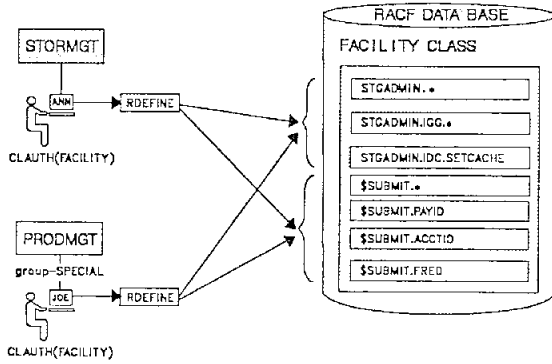 RACF DATA BASE
FACILITY CLASS
STORMGT
ANN
RDEFINE
CLAUTH(FACILITY)
STGADMIN.*
STGADMIN.IGG.*
STGADMIN.IDC.SETCACHE
$SUBMIT.*
$SUBMIT.PAYID
$SUBMIT.ACCTID
$SUBMIT.FRED
PRODMGT
group-SPECIAL
JOE
RDEFINE
CLAUTH(FACILITY)